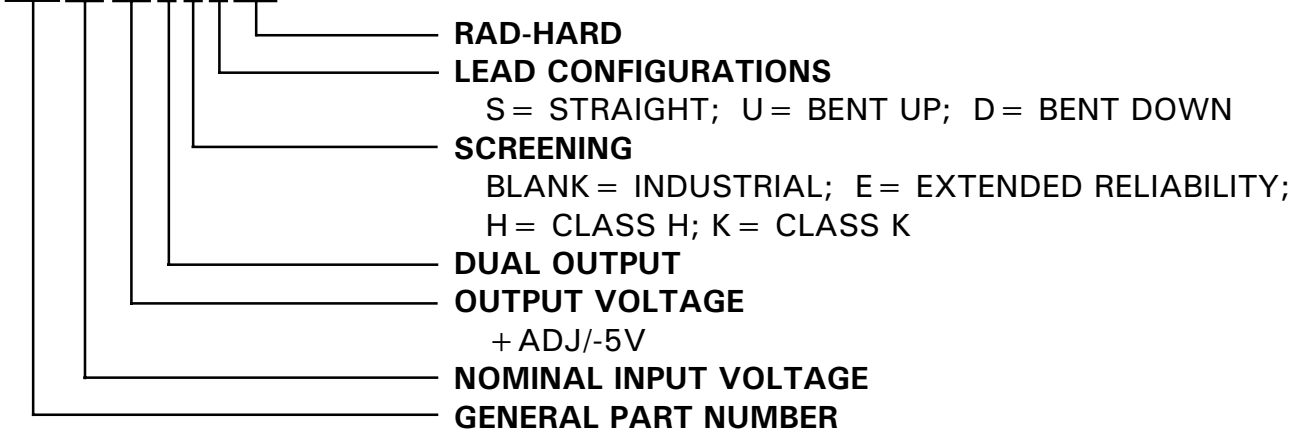 RAD-HARD
LEAD CONFIGURATIONS
S= STRAIGHT; U= BENT UP; D= BENT DOWN
SCREENING
BLANK= INDUSTRIAL; E= EXTENDED RELIABILITY;
H= CLASS H; K= CLASS K
DUAL OUTPUT
OUTPUT VOLTAGE
+ADJ/-5V
NOMINAL INPUT VOLTAGE
GENERAL PART NUMBER